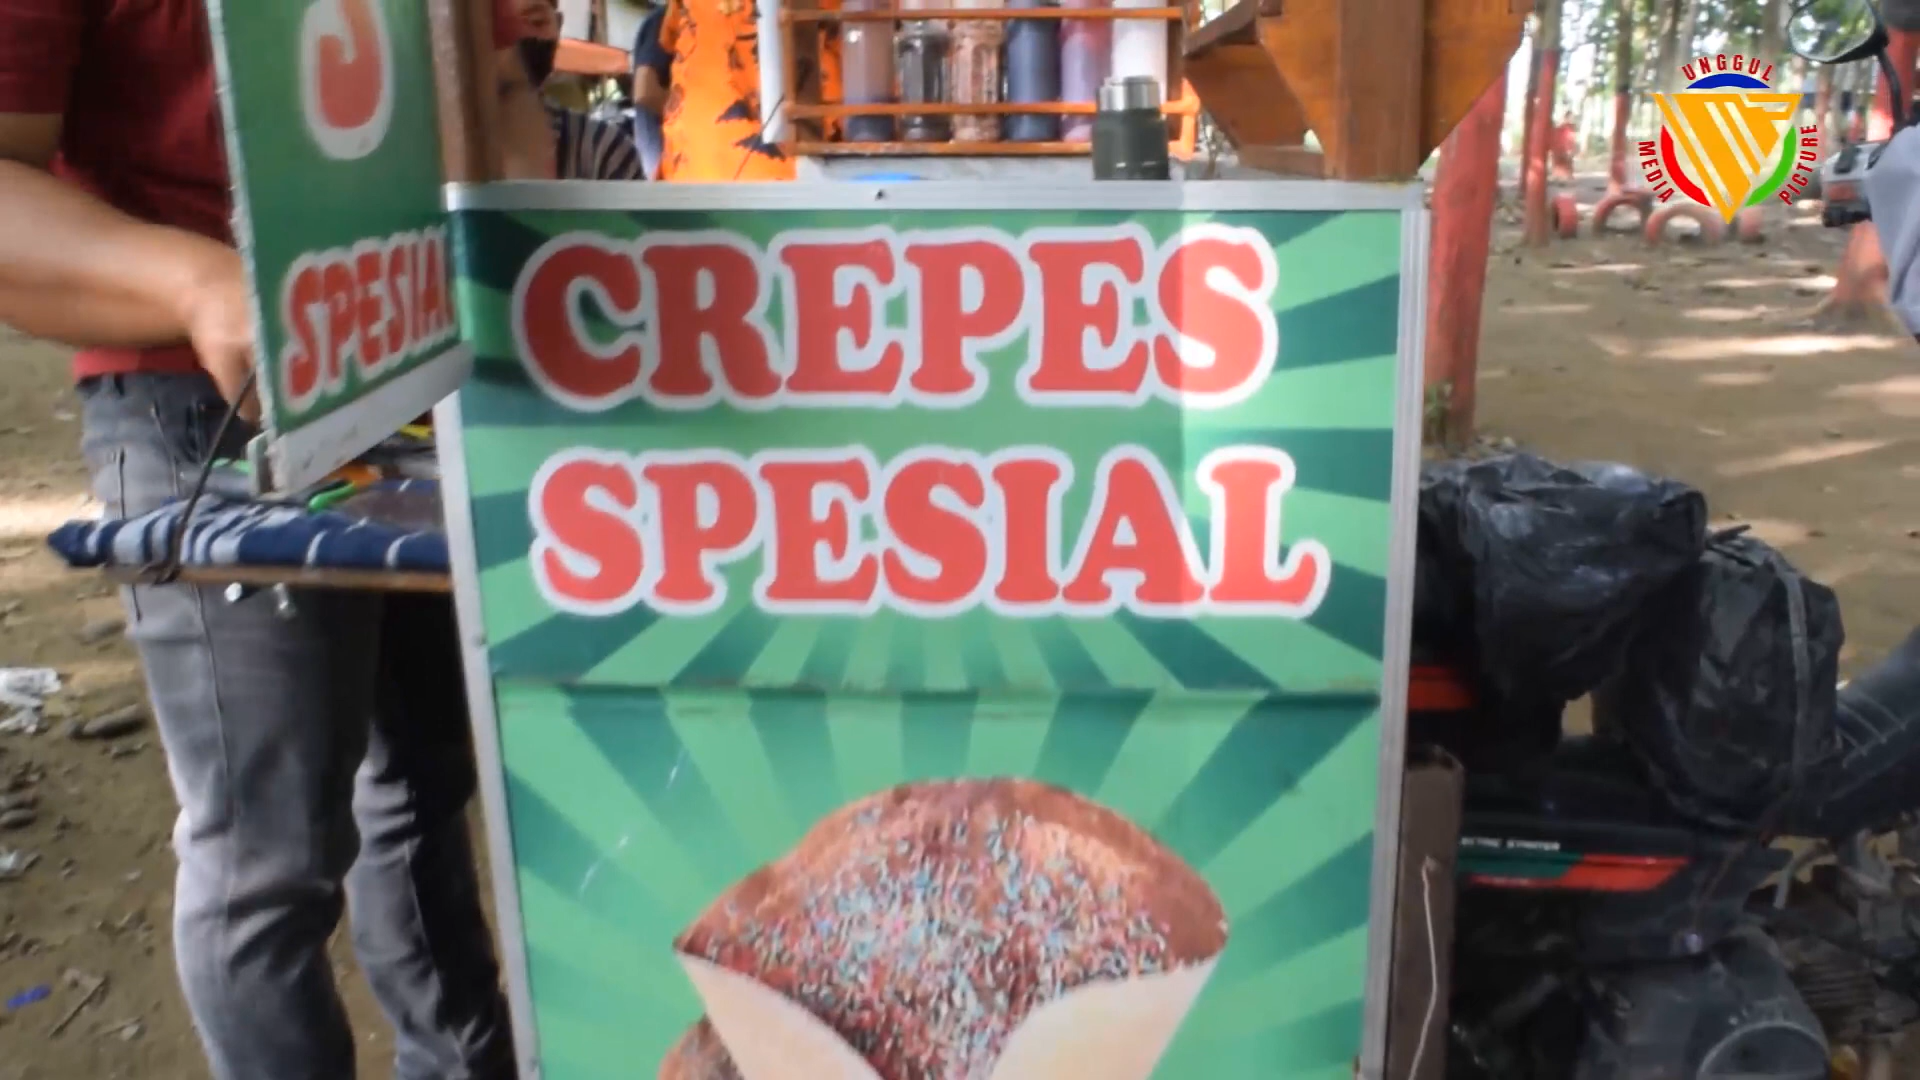 S
SPESIAL
CREPES
SPESIAL
UNGGUL
MEDIA
PICTURE